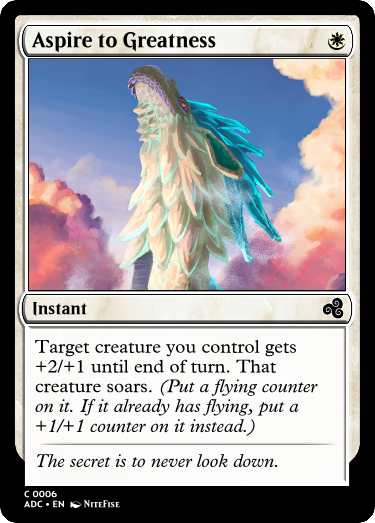 Aspire to Greatness
Instant
Target creature you control gets
+2/+1 until end of turn. That
creature soars. (Put a flying counter
on it. If it already has flying, put a
+1/+1 counter on it instead.)
The secret is to never look down.
C 0006
ADC • EN NiteFise